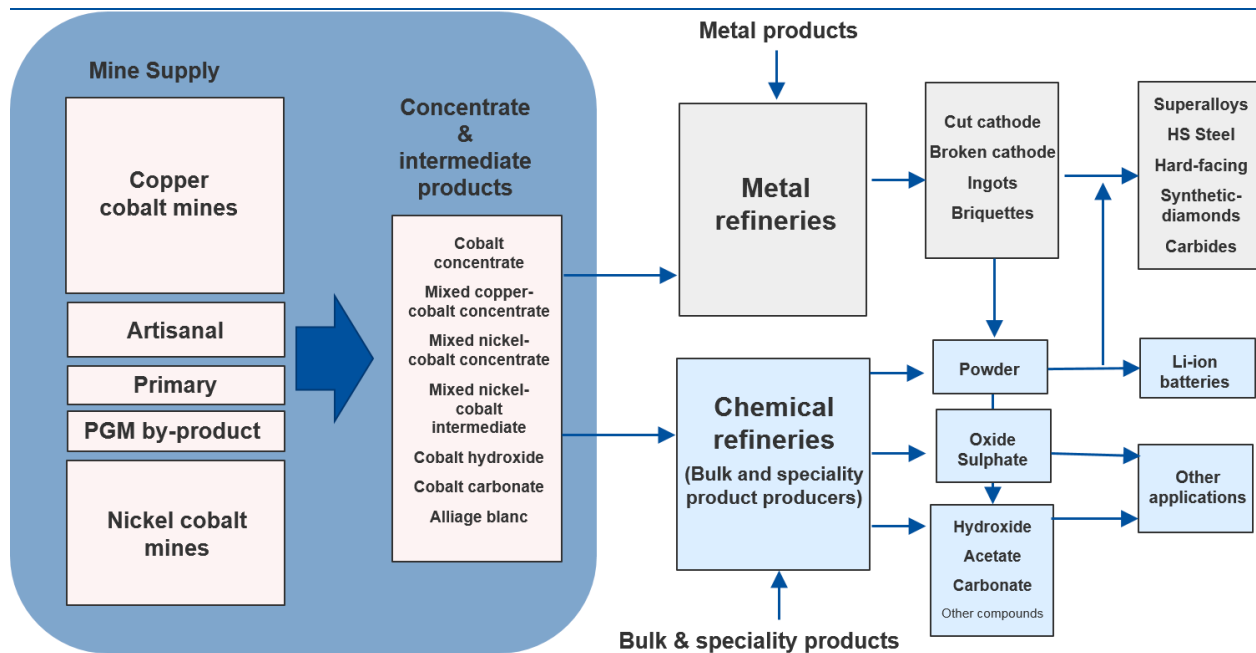 Mine Supply
Copper
cobalt mines
Artisanal
Primary
PGM by-product
Nickel cobalt
mines
Concentrate
&
intermediate
products
Cobalt
concentrate
Mixed copper-
cobalt concentrate
Mixed nickel-
cobalt concentrate
Mixed nickel-
cobalt
intermediate
Cobalt hydroxide
Cobalt carbonate
Alliage blanc
Metal products
Metal
refineries
Chemical
refineries
(Bulk and speciality
product producers)
Bulk & speciality products
Cut cathode
Broken cathode
Ingots
Briquettes
Powder
Oxide
Sulphate
Hydroxide
Acetate
Carbonate
Other compounds
Superalloys
HS Steel
Hard-facing
Synthetic-
diamonds
Carbides
Li-ion
batteries
Other
applications